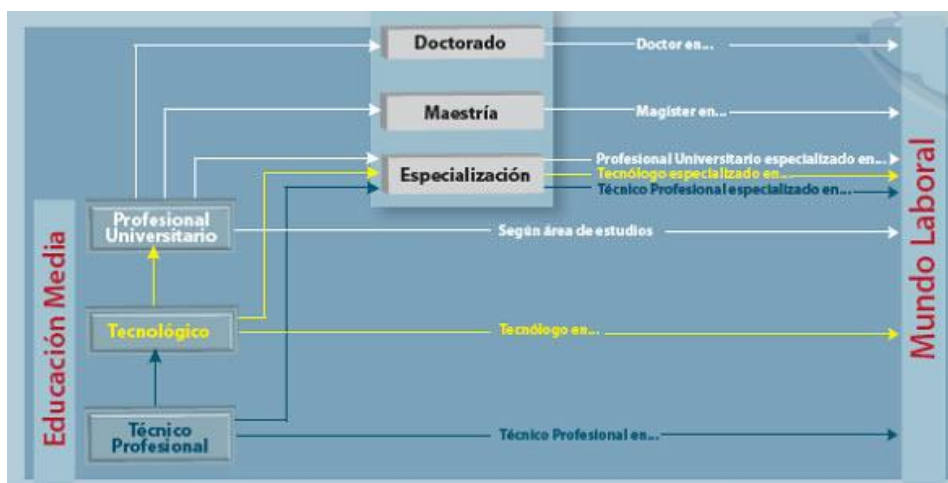 Doctorado
Doctor en...
Maestría
Magíster en...
Especialización
Profesional Universitario especializado en...
Tecnólogo especializado en...
Técnico Profesional especializado en...
Profesional
Universitario
Según área de estudios
Tecnológico
Tecnólogo en...
Técnico
Profesional
Técnico Profesional en...
Educación Media
Mundo Laboral